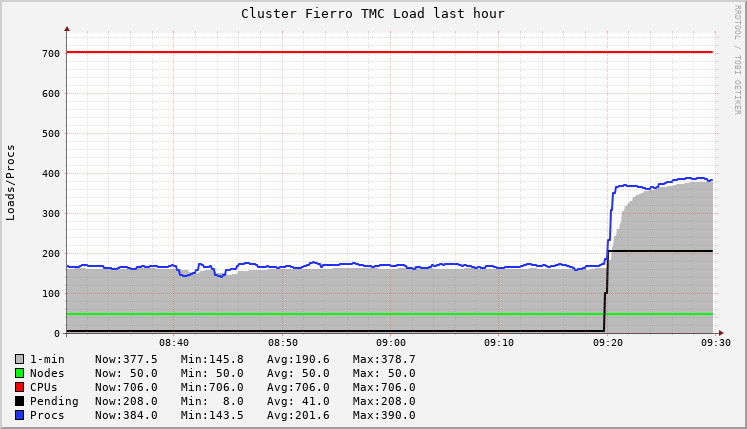 Cluster Fierro TMC Load last hour
RRDTOOL / TOBI OETIKER
Loads/Procs
700
600
500
400
300
200
100
0
08:40 08:50 09:00 09:10 09:20 09:30
1-min Now:377.5 Min:145.8 Avg:190.6 Max:378.7
Nodes Now: 50.0 Min: 50.0 Avg: 50.0 Max: 50.0
CPUs Now:706.0 Min:706.0 Avg:706.0 Max:706.0
Pending Now:208.0 Min: 8.0 Avg: 41.0 Max:208.0
Procs Now:384.0 Min:143.5 Avg:201.6 Max:390.0